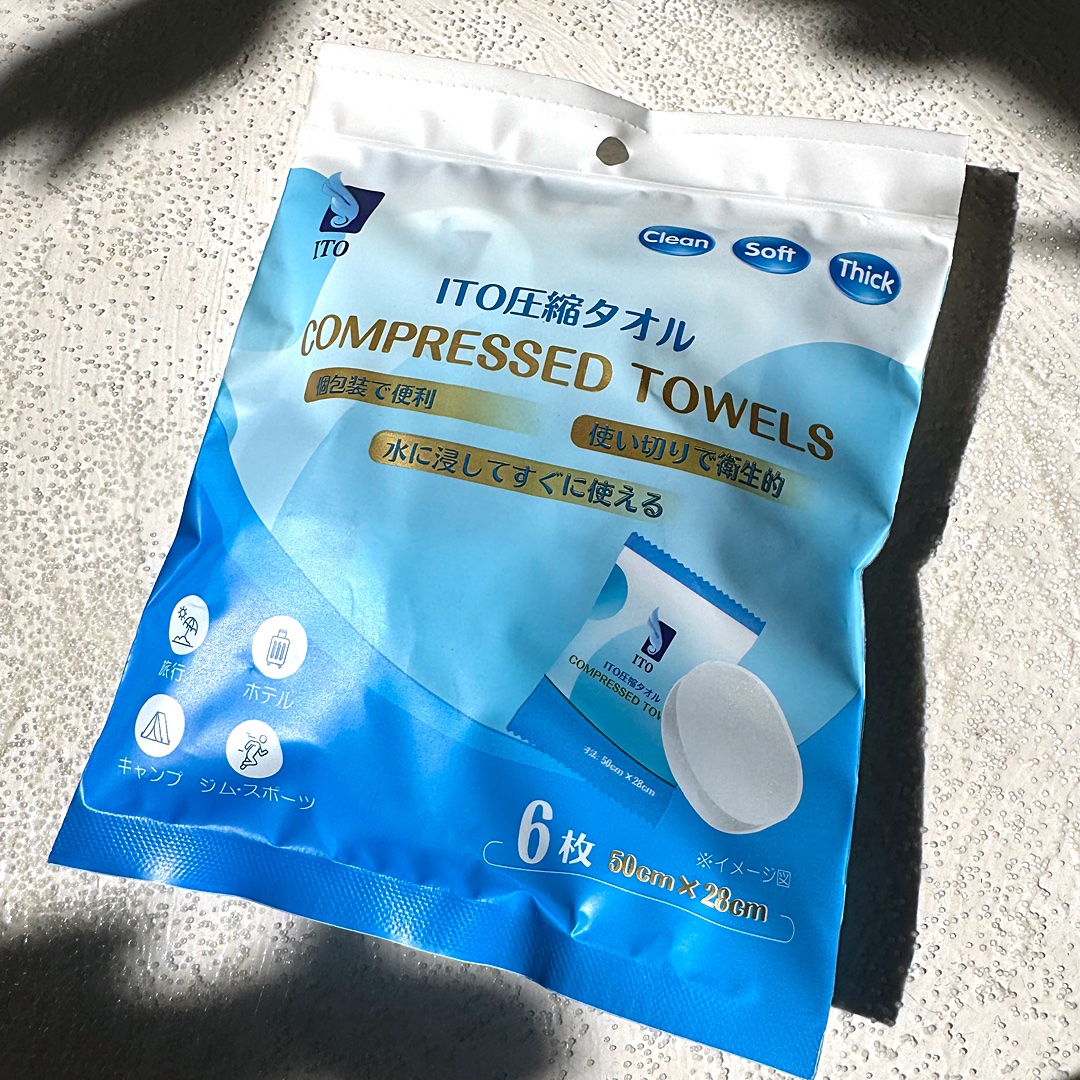 ITO
Clean
Soft
Thick
ITO圧縮タオル
COMPRESSED TOWELS
個包装で便利
使い切りで衛生的
水に浸してすぐに使える
旅行
ホテル
キャンプ
ジム・スポーツ
ITO
ITO圧縮タオル
COMPRESSED TOW
50cm×28cm
6枚 50cm×28cm
※イメージ図